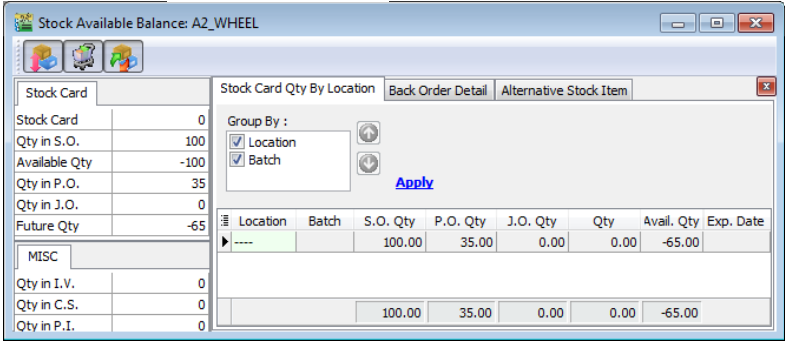 Stock Available Balance: A2_WHEEL
Stock Card
Stock Card 0
Qty in S.O. 100
Available Qty -100
Qty in P.O. 35
Qty in J.O. 0
Future Qty -65
MISC
Qty in I.V. 0
Qty in C.S. 0
Qty in P.I. 0
Stock Card Qty By Location Back Order Detail Alternative Stock Item
Group By :
Location
Batch
Apply
Location Batch S.O. Qty P.O. Qty J.O. Qty Qty Avail. Qty Exp. Date
---- 100.00 35.00 0.00 0.00 -65.00
100.00 35.00 0.00 0.00 -65.00